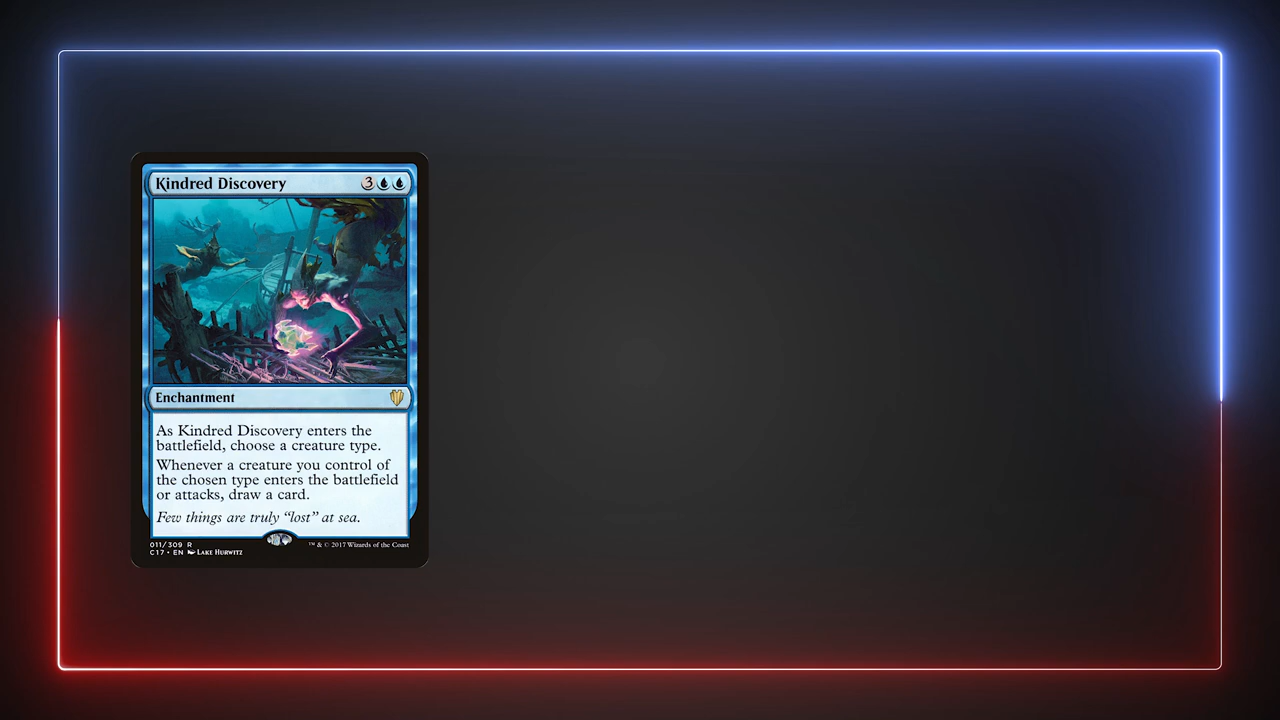 Kindred Discovery 3
Enchantment
As Kindred Discovery enters the
battlefield, choose a creature type.
Whenever a creature you control of
the chosen type enters the battlefield
or attacks, draw a card.
Few things are truly “lost” at sea.
011/309 R
C17 • EN Lake Hurwitz
™ & © 2017 Wizards of the Coast